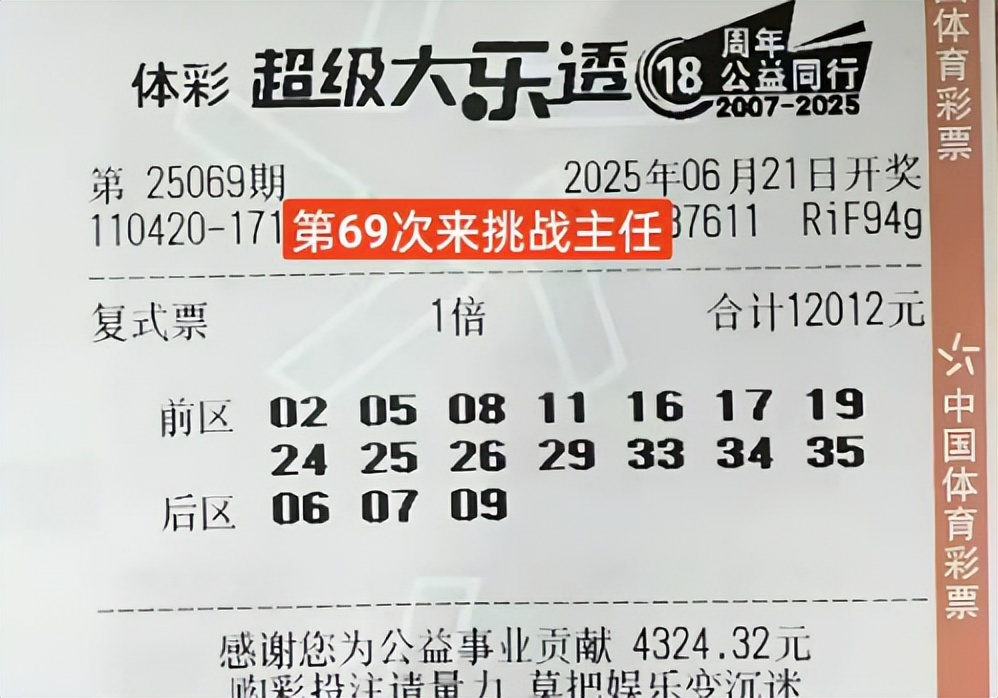 体彩 超级大乐透 18 周年 公益同行 2007-2025
第 25069期 2025年06月21日开奖
110420-171 第69次来挑战主任 37611 RiF94g
复式票 1倍 合计12012元
前区 02 05 08 11 16 17 19
24 25 26 29 33 34 35
后区 06 07 09
感谢您为公益事业贡献 4324.32元
购彩投注请量力 莫把娱乐变沉迷
体育彩票
中国体育彩票